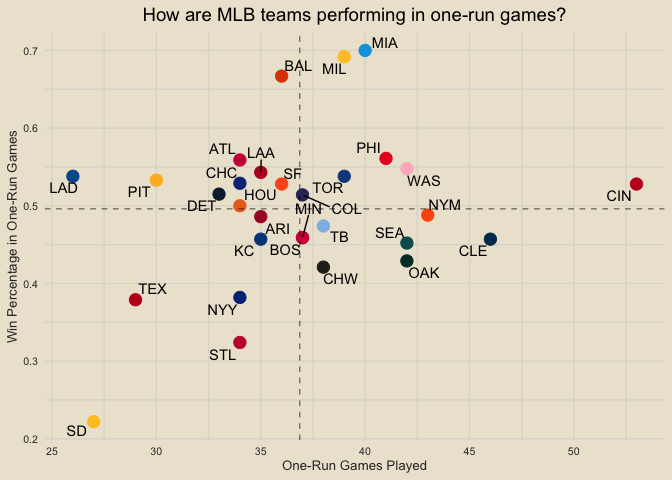 How are MLB teams performing in one-run games?
Win Percentage in One-Run Games
0.7
0.6
0.5
0.4
0.3
0.2
MIA
MIL
BAL
PHI
WAS
ATL
LAA
CHC
SF
TOR
LAD
PIT
DET
HOU
MIN
COL
NYM
CIN
ARI
TB
SEA
KC
BOS
CLE
CHW
OAK
TEX
NYY
STL
SD
25
30
35
40
45
50
One-Run Games Played